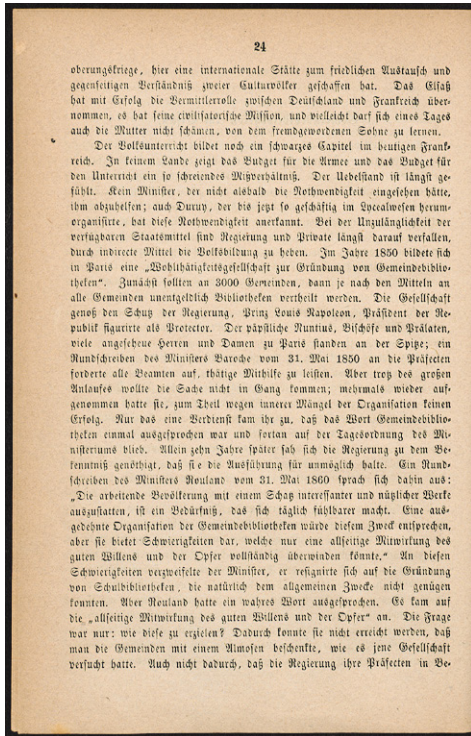 24
oberungskriege, hier eine internationale Stätte zum friedlichen Austausch und
gegenseitigen Verständniß zweier Culturvölker geschaffen hat. Das Elsaß
hat mit Erfolg die Vermittlerrolle zwischen Deutschland und Frankreich über-
nommen, es hat seine civilisatorische Mission, und vielleicht darf sich eines Tages
auch die Mutter nicht schämen, von dem fremdgewordenen Sohne zu lernen.
Der Volksunterricht bildet noch ein schwarzes Capitel im heutigen Frank-
reich. In keinem Lande zeigt das Budget für die Armee und das Budget für
den Unterricht ein so schreiendes Mißverhältniß. Der Uebelstand ist längst ge-
fühlt. Kein Minister, der nicht alsbald die Nothwendigkeit eingesehen hätte,
ihm abzuhelfen; auch Duruy, der bis jetzt so geschäftig im Lycealwesen herum-
organisirte, hat diese Nothwendigkeit anerkannt. Bei der Unzulänglichkeit der
verfügbaren Staatsmittel sind Regierung und Private längst darauf verfallen,
durch indirecte Mittel die Volksbildung zu heben. Im Jahre 1850 bildete sich
in Paris eine „Wohlthätigkeitsgesellschaft zur Gründung von Gemeindebiblio-
theken“. Zunächst sollten an 3000 Gemeinden, dann je nach den Mitteln an
alle Gemeinden unentgeldlich Bibliotheken vertheilt werden. Die Gesellschaft
genoß den Schutz der Regierung, Prinz Louis Napoleon, Präsident der Re-
publik figurirte als Protector. Der päpstliche Nuntius, Bischöfe und Prälaten,
viele angesehene Herren und Damen zu Paris standen an der Spitze; ein
Rundschreiben des Ministers Baroche vom 31. Mai 1850 an die Präfecten
forderte alle Beamten auf, thätige Mithilfe zu leisten. Aber trotz des großen
Anlaufes wollte die Sache nicht in Gang kommen; mehrmals wieder auf-
genommen hatte sie, zum Theil wegen innerer Mängel der Organisation keinen
Erfolg. Nur das eine Verdienst kam ihr zu, daß das Wort Gemeindebiblio-
theken einmal ausgesprochen war und fortan auf der Tagesordnung des Mi-
nisteriums blieb. Allein zehn Jahre später sah sich die Regierung zu dem Be-
kenntniß genöthigt, daß sie die Ausführung für unmöglich halte. Ein Rund-
schreiben des Ministers Rouland vom 31. Mai 1860 sprach sich dahin aus:
„Die arbeitende Bevölkerung mit einem Schatz interessanter und nützlicher Werke
auszustatten, ist ein Bedürfniß, das sich täglich fühlbarer macht. Eine aus-
gedehnte Organisation der Gemeindebibliotheken würde diesem Zweck entsprechen,
aber sie bietet Schwierigkeiten dar, welche nur eine allseitige Mitwirkung des
guten Willens und der Opfer vollständig überwinden könnte.“ An diesen
Schwierigkeiten verzweifelte der Minister, er resignirte sich auf die Gründung
von Schulbibliotheken, die natürlich dem allgemeinen Zwecke nicht genügen
konnten. Aber Rouland hatte ein wahres Wort ausgesprochen. Es kam auf
die „allseitige Mitwirkung des guten Willens und der Opfer“ an. Die Frage
war nur: wie diese zu erzielen? Dadurch konnte sie nicht erreicht werden, daß
man die Gemeinden mit einem Almosen beschenkte, wie es jene Gesellschaft
versucht hatte. Auch nicht dadurch, daß die Regierung ihre Präfecten in Be-